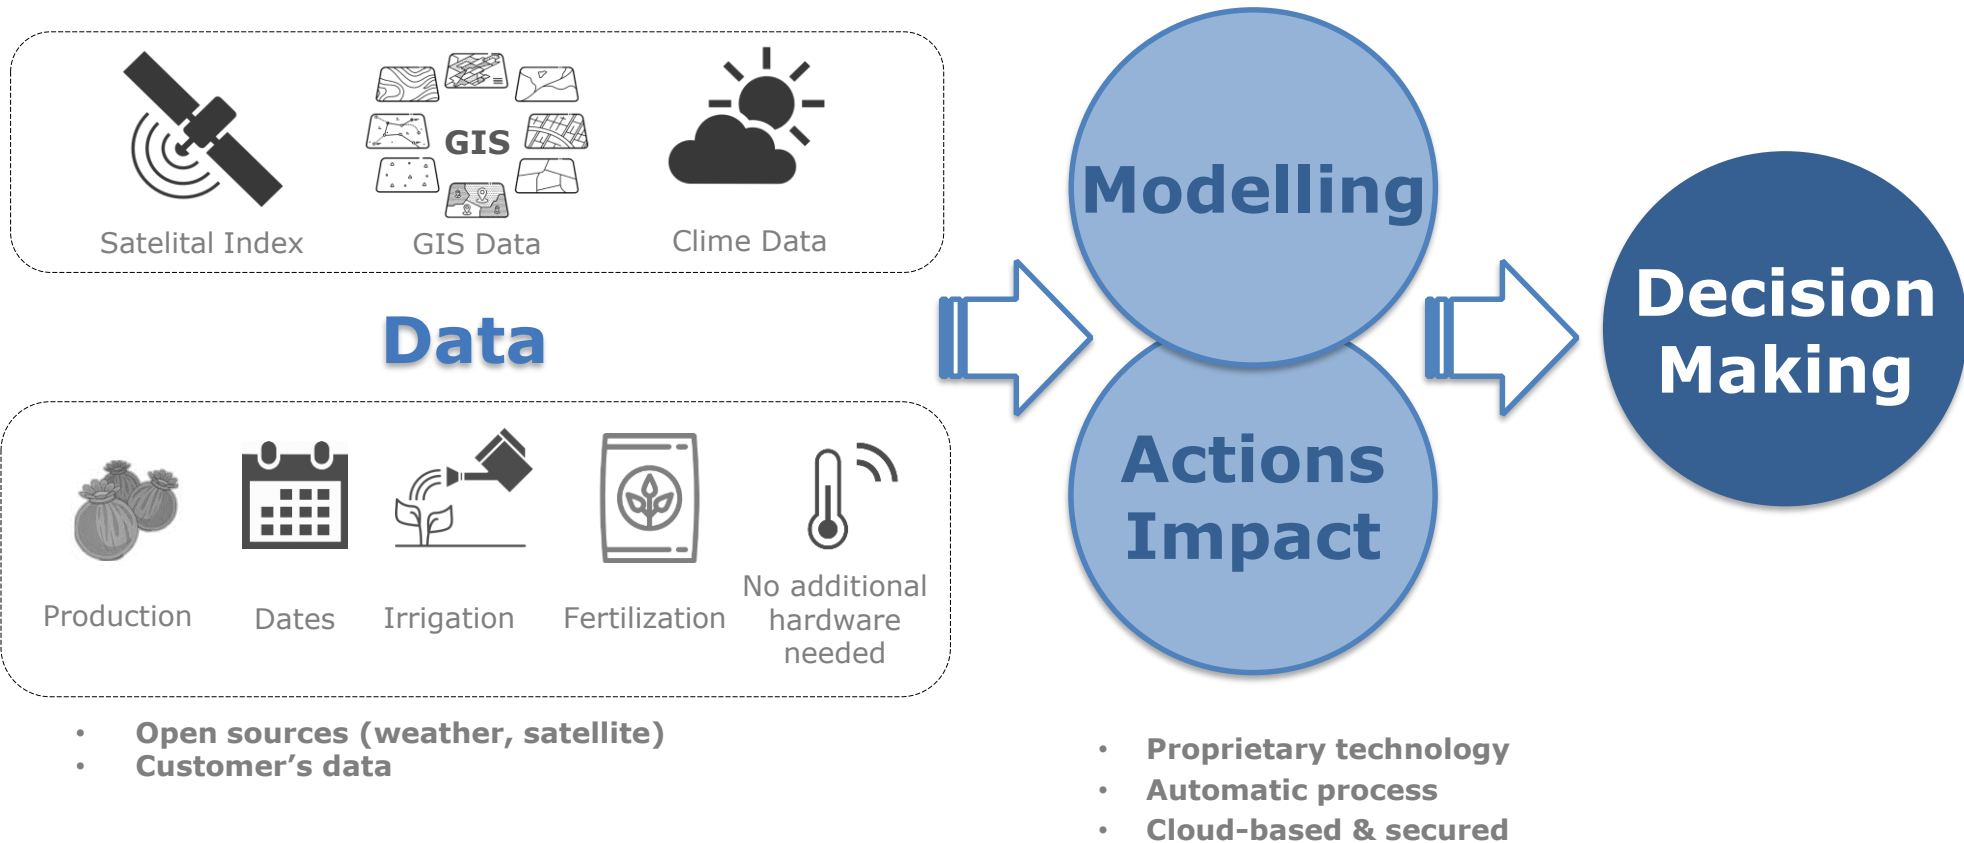 GIS
Satelital Index
GIS Data
Clime Data
Data
Production
Dates
Irrigation
Fertilization
No additional
hardware
needed
• Open sources (weather, satellite)
• Customer’s data
Modelling
Actions
Impact
• Proprietary technology
• Automatic process
• Cloud-based & secured
Decision
Making